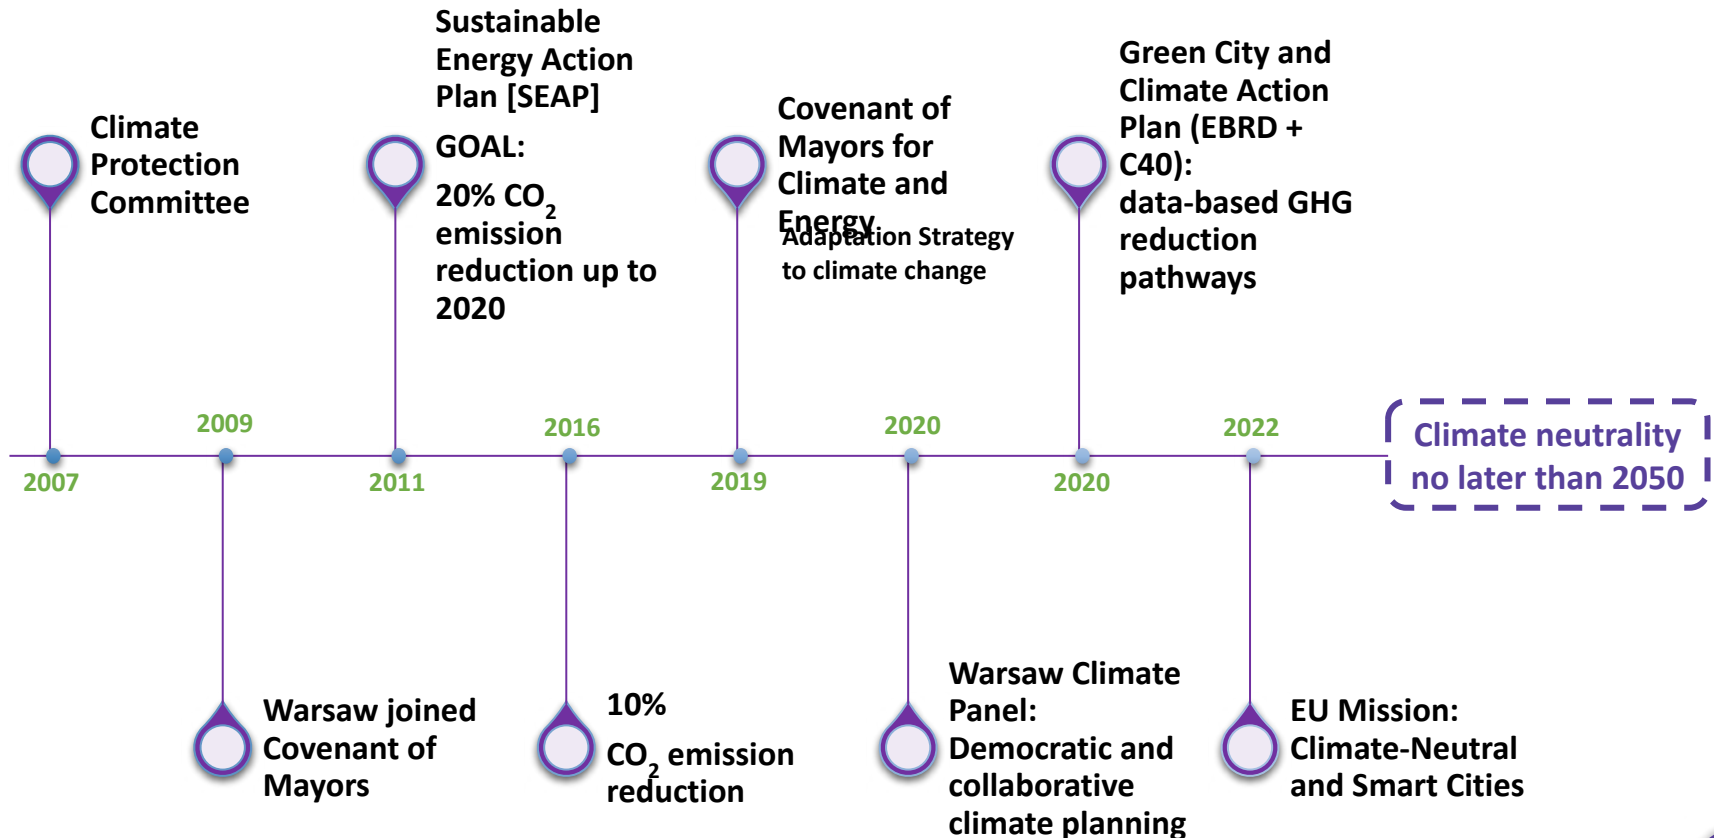 Climate
Protection
Committee
2007
2009
Warsaw joined
Covenant of
Mayors
Sustainable
Energy Action
Plan [SEAP]
GOAL:
20% CO₂
emission
reduction up to
2020
2011
2016
10%
CO₂ emission
reduction
Covenant of
Mayors for
Climate and
Energy
Adaptation Strategy
to climate change
2019
2020
Warsaw Climate
Panel:
Democratic and
collaborative
climate planning
Green City and
Climate Action
Plan (EBRD +
C40):
data-based GHG
reduction
pathways
2020
2022
EU Mission:
Climate-Neutral
and Smart Cities
Climate neutrality
no later than 2050